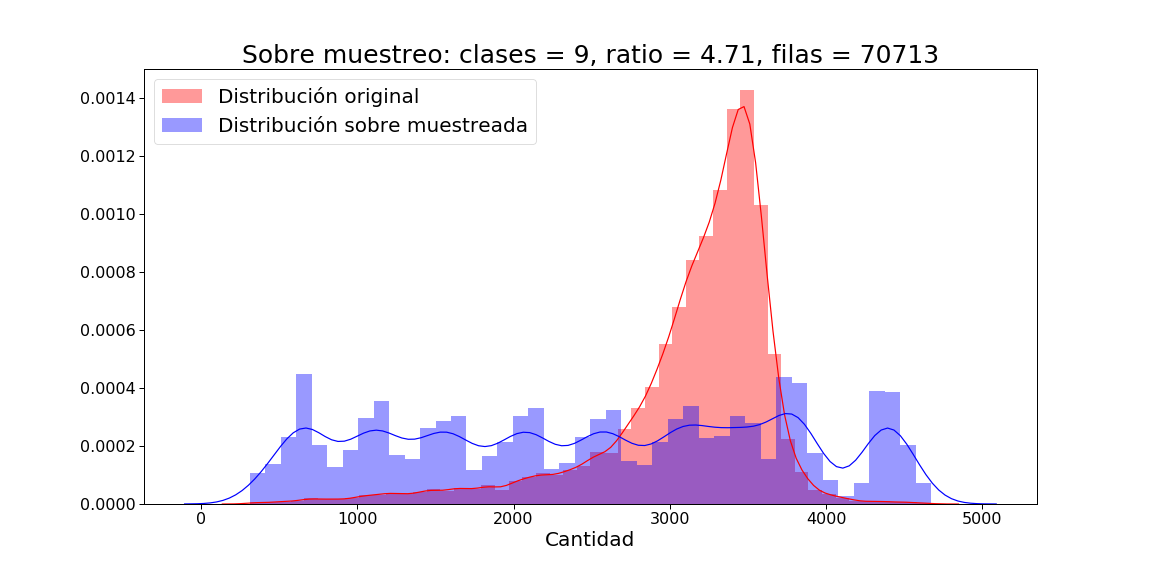 Sobre muestreo: clases = 9, ratio = 4.71, filas = 70713
Distribución original
Distribución sobre muestreada
0.0014
0.0012
0.0010
0.0008
0.0006
0.0004
0.0002
0.0000
0 1000 2000 3000 4000 5000
Cantidad